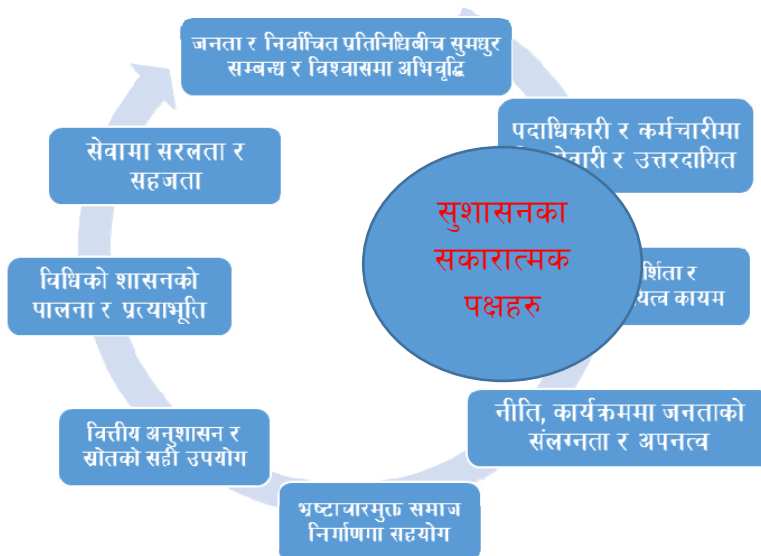 जनता र निर्वाचित प्रतिनिधिबीच सुमधुर
सम्बन्ध र विश्वासमा अभिवृद्धि
पदाधिकारी र कर्मचारीमा
र उत्तरदायित
र
कायम
नीति, कार्यक्रममा जनताको
संलग्नता र अपनत्व
भ्रष्टाचारमुक्त समाज
निर्माणमा सहयोग
वित्तीय अनुशासन र
स्रोतको सही उपयोग
विधिको शासनको
पालना र प्रत्याभूति
सेवामा सरलता र
सहजता
सुशासनका
सकारात्मक
पक्षहरु